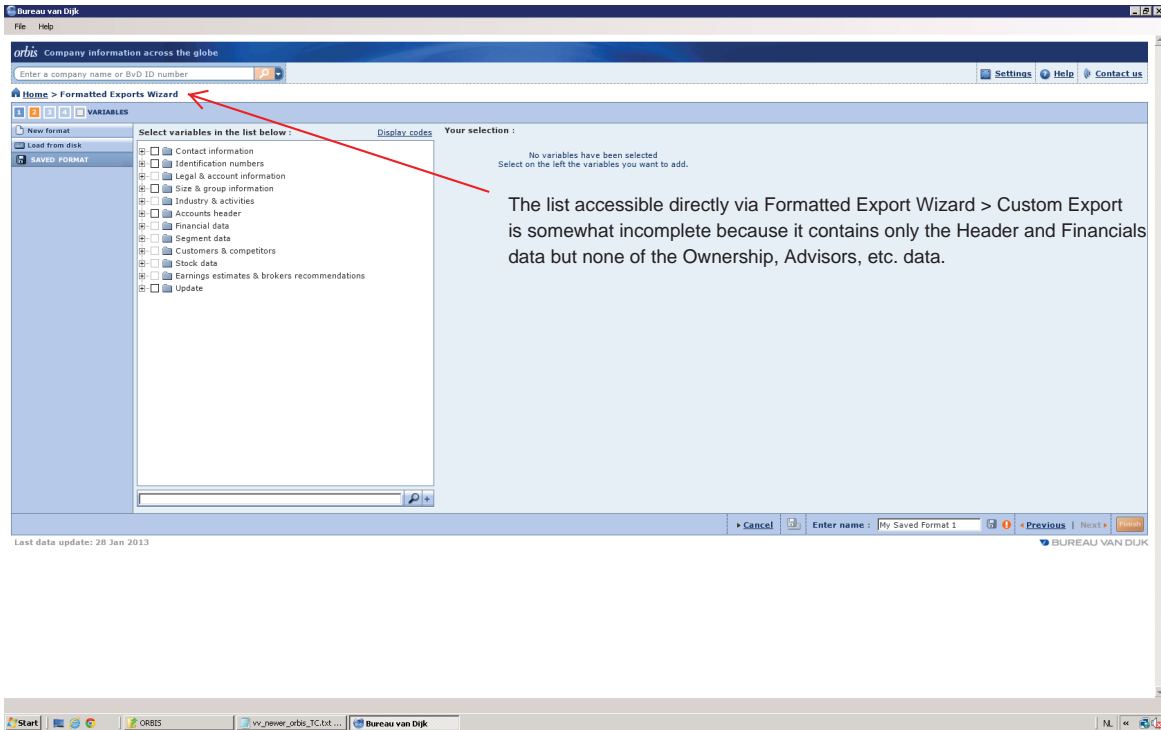 Bureau van Dijk
File Help
orbis Company information across the globe
Enter a company name or BvD ID number
Settings Help Contact us
Home > Formatted Exports Wizard
1 2 3 4 VARIABLES
New format
Load from disk
SAVED FORMAT
Select variables in the list below : Display codes
Contact information
Identification numbers
Legal & account information
Size & group information
Industry & activities
Accounts header
Financial data
Segment data
Customers & competitors
Stock data
Earnings estimates & brokers recommendations
Update
Your selection :
No variables have been selected
Select on the left the variables you want to add.
The list accessible directly via Formatted Export Wizard > Custom Export
is somewhat incomplete because it contains only the Header and Financials
data but none of the Ownership, Advisors, etc. data.
Cancel Enter name : My Saved Format 1 Previous | Next Finish
Last data update: 28 Jan 2013
BUREAU VAN DIJK
Start ORBIS vv_newer_orbis_TC.txt ... Bureau van Dijk NL «